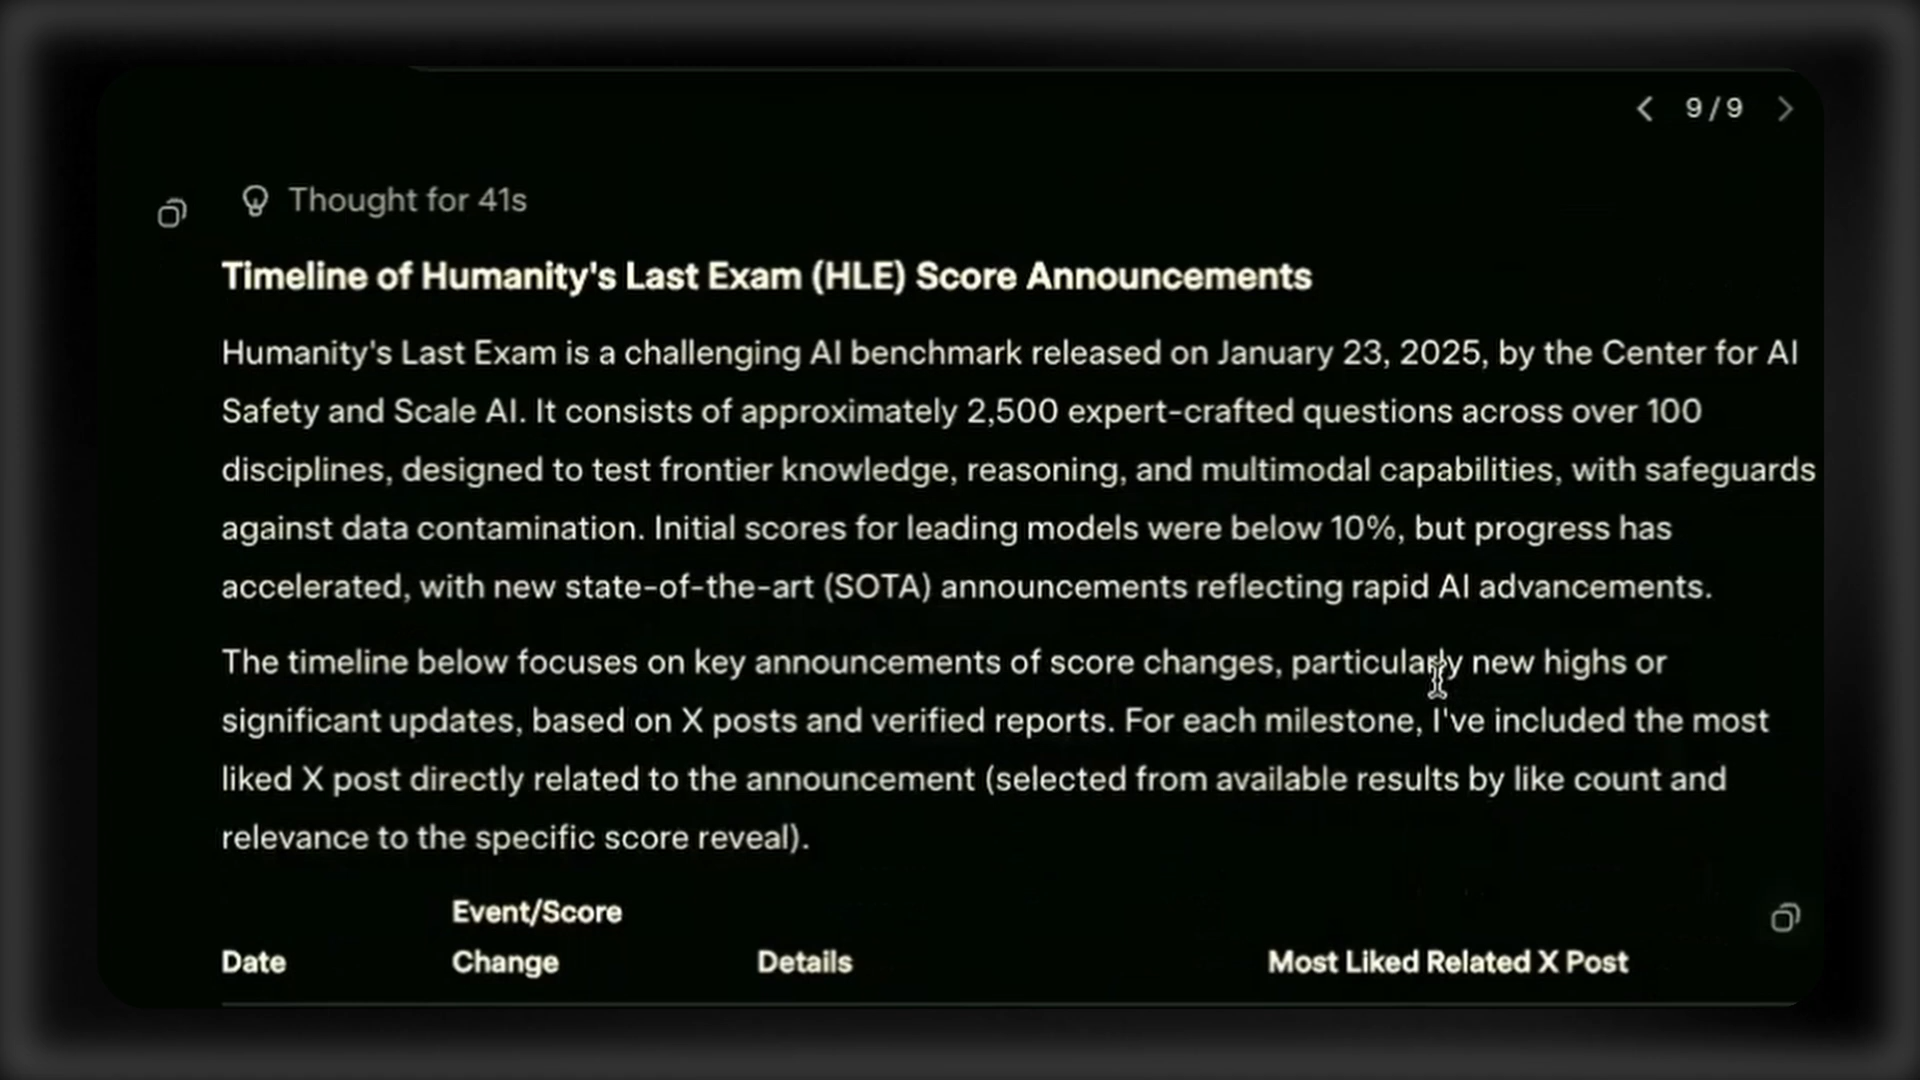 9 / 9
Thought for 41s
Timeline of Humanity's Last Exam (HLE) Score Announcements
Humanity's Last Exam is a challenging AI benchmark released on January 23, 2025, by the Center for AI
Safety and Scale AI. It consists of approximately 2,500 expert-crafted questions across over 100
disciplines, designed to test frontier knowledge, reasoning, and multimodal capabilities, with safeguards
against data contamination. Initial scores for leading models were below 10%, but progress has
accelerated, with new state-of-the-art (SOTA) announcements reflecting rapid AI advancements.
The timeline below focuses on key announcements of score changes, particularly new highs or
significant updates, based on X posts and verified reports. For each milestone, I've included the most
liked X post directly related to the announcement (selected from available results by like count and
relevance to the specific score reveal).
Event/Score
Date Change Details Most Liked Related X Post